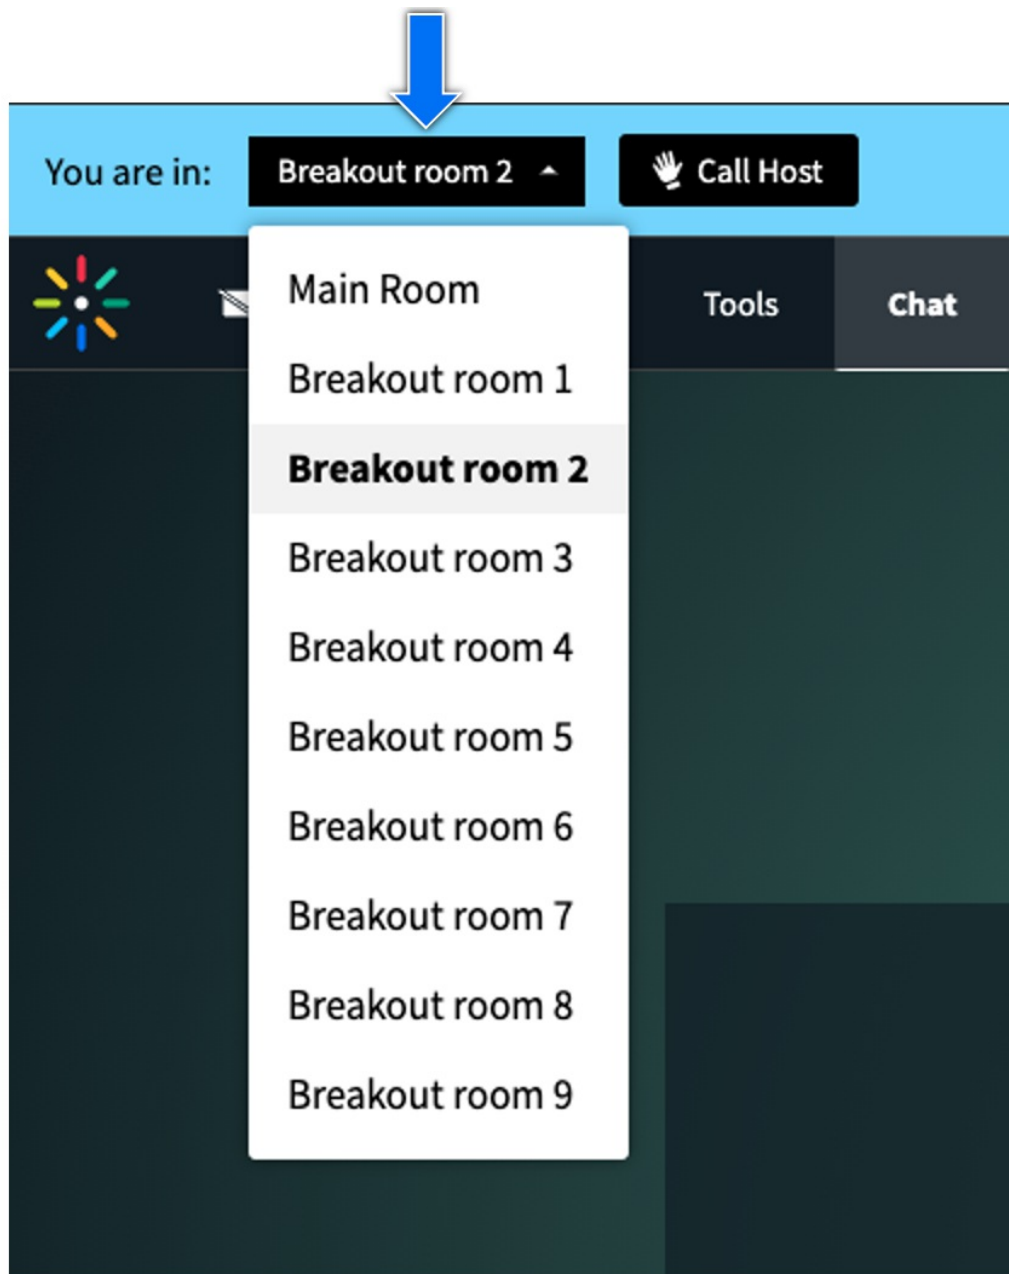 You are in: Breakout room 2 Call Host
Tools Chat
Main Room
Breakout room 1
Breakout room 2
Breakout room 3
Breakout room 4
Breakout room 5
Breakout room 6
Breakout room 7
Breakout room 8
Breakout room 9